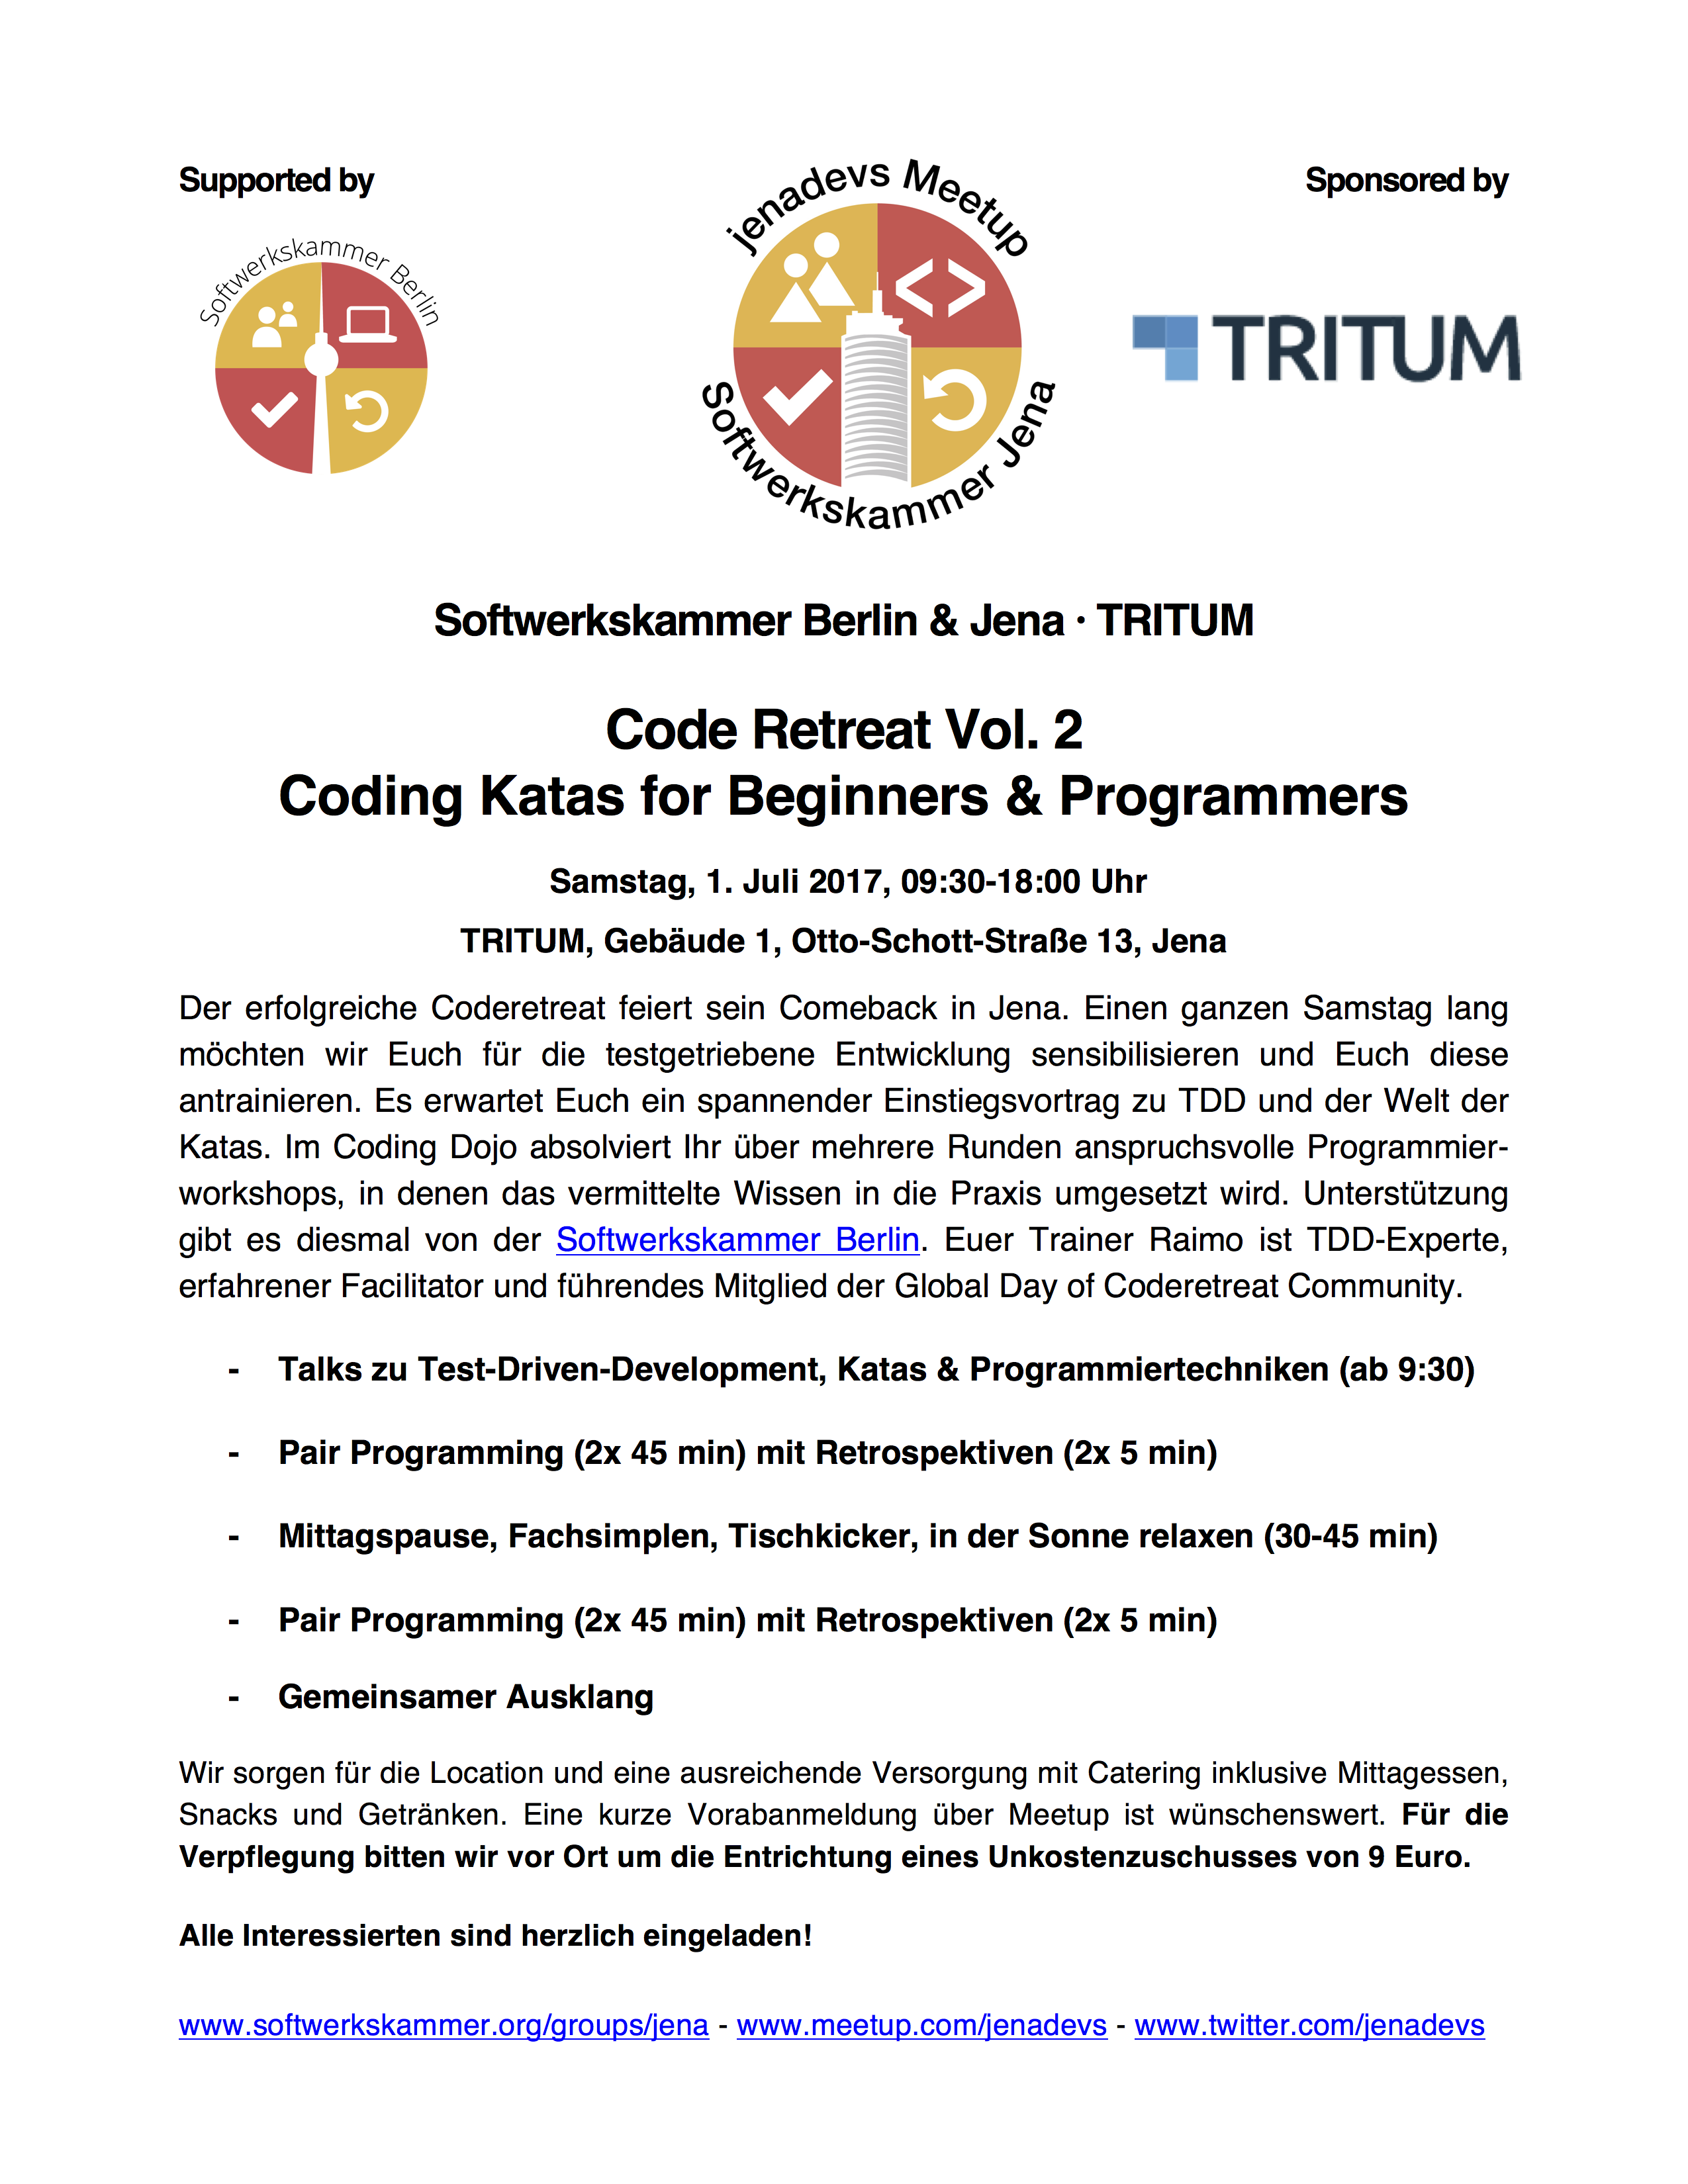 Supported by
Sponsored by
Softwerkskammer Berlin
jenadevs Meetup
Softwerkskammer Jena
TRITUM
Softwerkskammer Berlin & Jena · TRITUM
Code Retreat Vol. 2
Coding Katas for Beginners & Programmers
Samstag, 1. Juli 2017, 09:30-18:00 Uhr
TRITUM, Gebäude 1, Otto-Schott-Straße 13, Jena
Der erfolgreiche Coderetreat feiert sein Comeback in Jena. Einen ganzen Samstag lang
möchten wir Euch für die testgetriebene Entwicklung sensibilisieren und Euch diese
antrainieren. Es erwartet Euch ein spannender Einstiegsvortrag zu TDD und der Welt der
Katas. Im Coding Dojo absolviert Ihr über mehrere Runden anspruchsvolle Programmier-
workshops, in denen das vermittelte Wissen in die Praxis umgesetzt wird. Unterstützung
gibt es diesmal von der Softwerkskammer Berlin. Euer Trainer Raimo ist TDD-Experte,
erfahrener Facilitator und führendes Mitglied der Global Day of Coderetreat Community.
- Talks zu Test-Driven-Development, Katas & Programmiertechniken (ab 9:30)
- Pair Programming (2x 45 min) mit Retrospektiven (2x 5 min)
- Mittagspause, Fachsimplen, Tischkicker, in der Sonne relaxen (30-45 min)
- Pair Programming (2x 45 min) mit Retrospektiven (2x 5 min)
- Gemeinsamer Ausklang
Wir sorgen für die Location und eine ausreichende Versorgung mit Catering inklusive Mittagessen,
Snacks und Getränken. Eine kurze Vorabanmeldung über Meetup ist wünschenswert. Für die
Verpflegung bitten wir vor Ort um die Entrichtung eines Unkostenzuschusses von 9 Euro.
Alle Interessierten sind herzlich eingeladen!
www.softwerkskammer.org/groups/jena - www.meetup.com/jenadevs - www.twitter.com/jenadevs